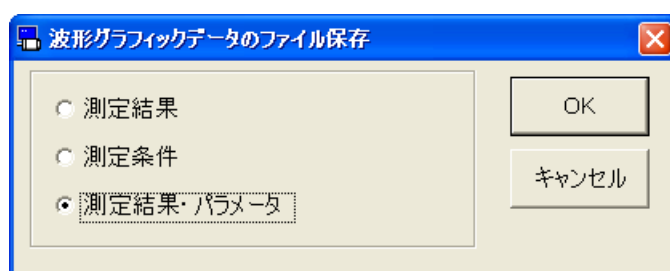 波形グラフィックデータのファイル保存
測定結果
測定条件
測定結果・パラメータ
OK
キャンセル